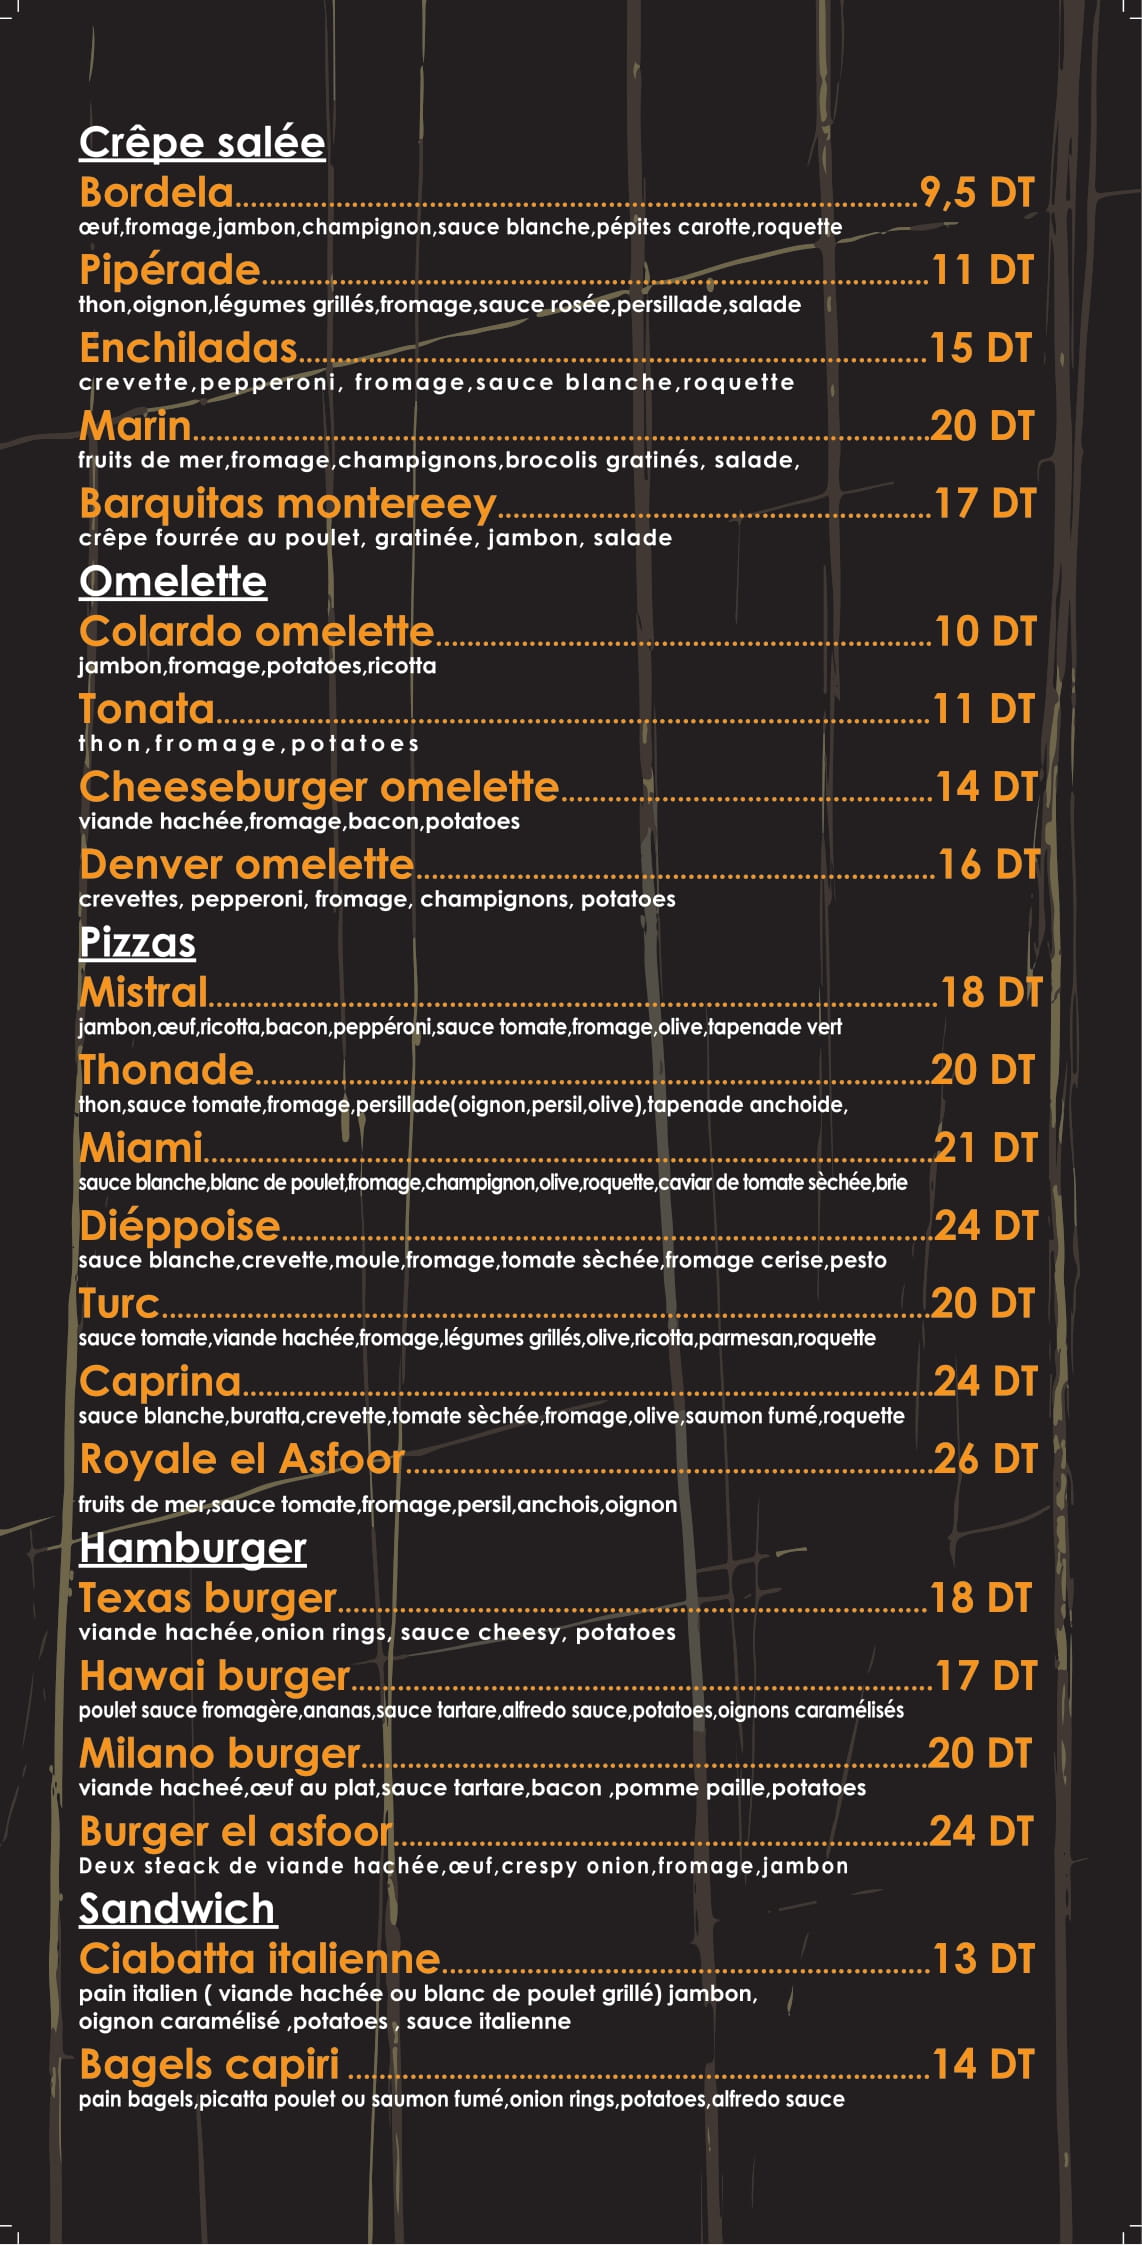 Crêpe salée
Bordela........................................................................................9,5 DT
œuf,fromage,jambon,champignon,sauce blanche,pépites carotte,roquette
Pipérade......................................................................................11 DT
thon,oignon,légumes grillés,fromage,sauce rosée,persillade,salade
Enchiladas.................................................................................15 DT
crevette,pepperoni, fromage,sauce blanche,roquette
Marin...............................................................................................20 DT
fruits de mer,fromage,champignons,brocolis gratinés, salade,
Barquitas montereey........................................................17 DT
crêpe fourrée au poulet, gratinée, jambon, salade
Omelette
Colardo omelette................................................................10 DT
jambon,fromage,potatoes,ricotta
Tonata............................................................................................11 DT
thon,fromage,potatoes
Cheeseburger omelette................................................14 DT
viande hachée,fromage,bacon,potatoes
Denver omelette...................................................................16 DT
crevettes, pepperoni, fromage, champignons, potatoes
Pizzas
Mistral..............................................................................................18 DT
jambon,œuf,ricotta,bacon,peppéroni,sauce tomate,fromage,olive,tapenade vert
Thonade.......................................................................................20 DT
thon,sauce tomate,fromage,persillade(oignon,persil,olive),tapenade anchoide,
Miami..............................................................................................21 DT
sauce blanche,blanc de poulet,fromage,champignon,olive,roquette,caviar de tomate sèchée,brie
Diéppoise....................................................................................24 DT
sauce blanche,crevette,moule,fromage,tomate sèchée,fromage cerise,pesto
Turc...................................................................................................20 DT
sauce tomate,viande hachée,fromage,légumes grillés,olive,ricotta,parmesan,roquette
Caprina.........................................................................................24 DT
sauce blanche,buratta,crevette,tomate sèchée,fromage,olive,saumon fumé,roquette
Royale el Asfoor....................................................................26 DT
fruits de mer,sauce tomate,fromage,persil,anchois,oignon
Hamburger
Texas burger............................................................................18 DT
viande hachée,onion rings, sauce cheesy, potatoes
Hawai burger...........................................................................17 DT
poulet sauce fromagère,ananas,sauce tartare,alfredo sauce,potatoes,oignons caramélisés
Milano burger.........................................................................20 DT
viande hacheé,œuf au plat,sauce tartare,bacon ,pomme paille,potatoes
Burger el asfoor.....................................................................24 DT
Deux steack de viande hachée,œuf,crespy onion,fromage,jambon
Sandwich
Ciabatta italienne...............................................................13 DT
pain italien ( viande hachée ou blanc de poulet grillé) jambon,
oignon caramélisé ,potatoes , sauce italienne
Bagels capiri ...........................................................................14 DT
pain bagels,picatta poulet ou saumon fumé,onion rings,potatoes,alfredo sauce